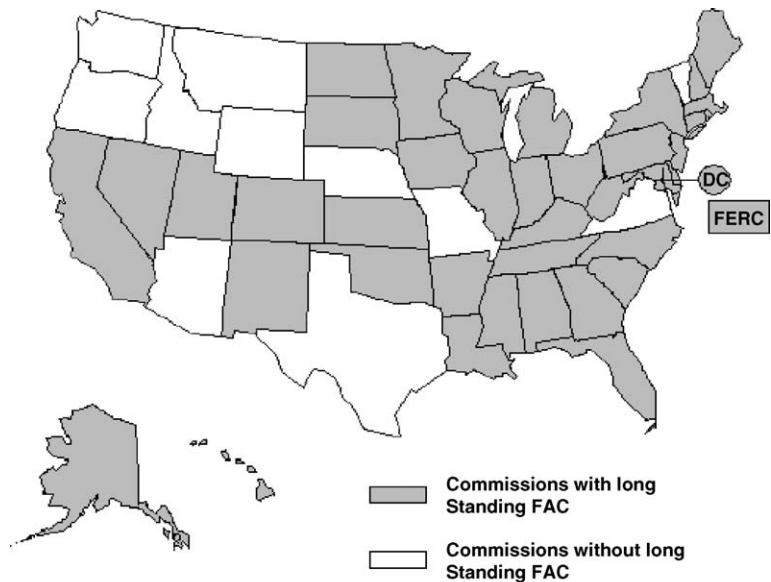 DC
FERC
Commissions with long
Standing FAC
Commissions without long
Standing FAC